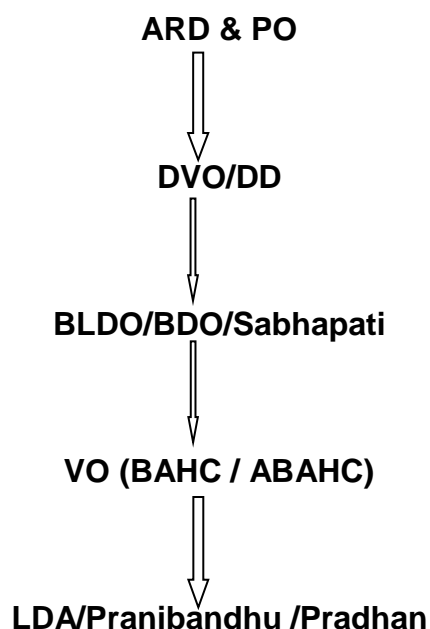 ARD & PO
DVO/DD
BLDO/BDO/Sabhapati
VO (BAHC / ABAHC)
LDA/Pranibandhu /Pradhan